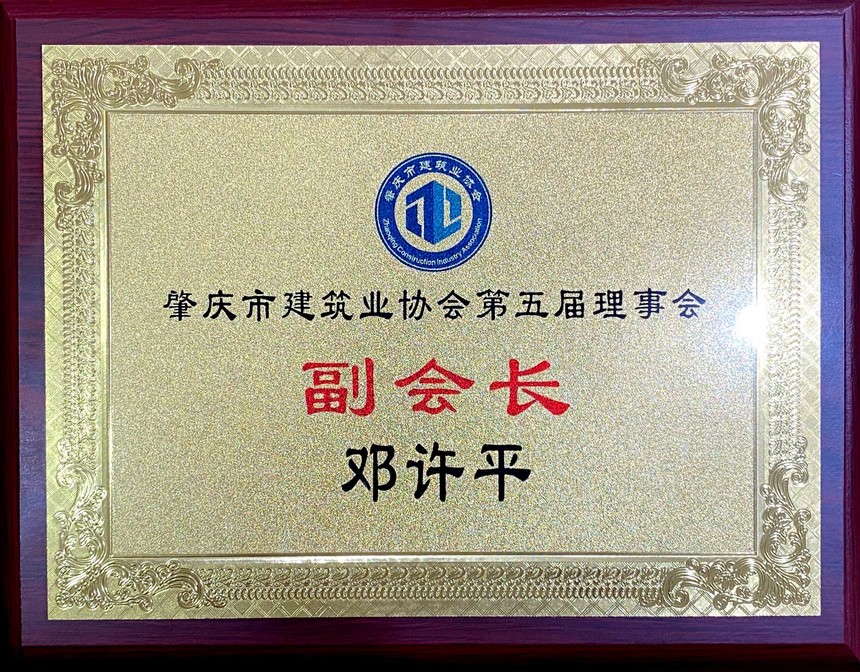 肇庆市建筑业协会
Zhaoqing Construction Industry Association
肇庆市建筑业协会第五届理事会
副会长
邓许平